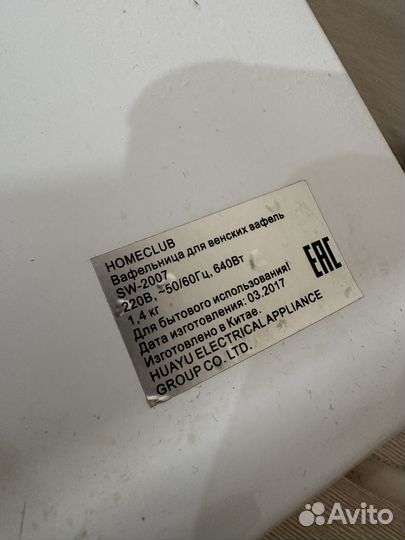 HOMECLUB
Вафельница для венских вафель
SW-2007
220В, ~50/60Гц, 640Вт
1,4 кг
Для бытового использования!
Дата изготовления: 03.2017
Изготовлено в Китае.
HUAYU ELECTRICAL APPLIANCE
GROUP CO. LTD.
EAC
Avito